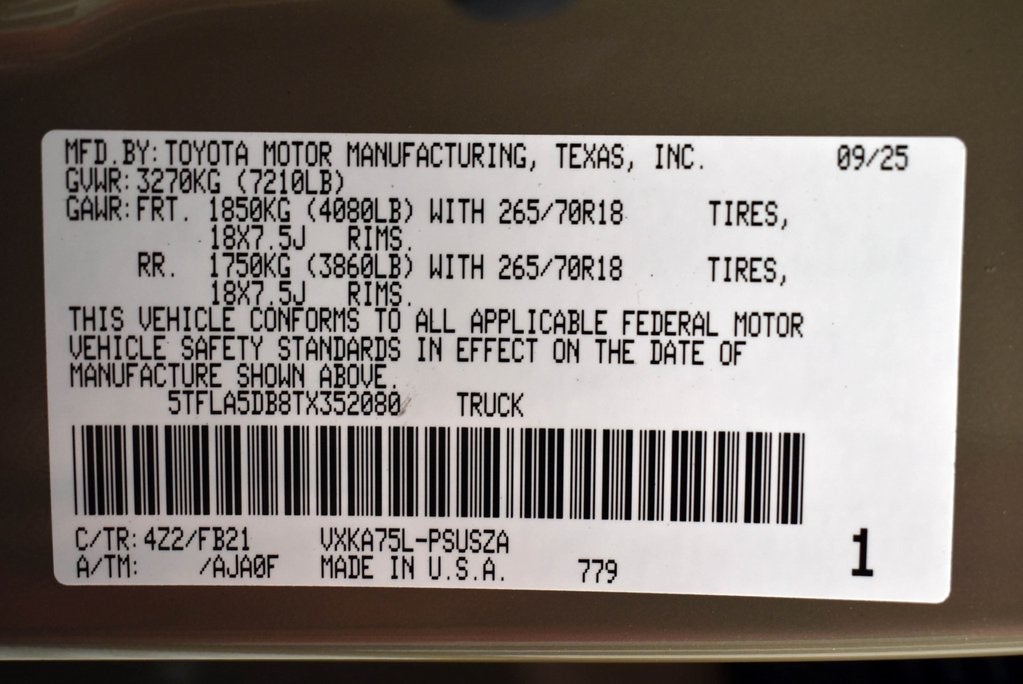 MFD.BY: TOYOTA MOTOR MANUFACTURING, TEXAS, INC. 09/25
GVWR: 3270KG (7210LB)
GAWR: FRT. 1850KG (4080LB) WITH 265/70R18 TIRES,
18X7.5J RIMS.
RR. 1750KG (3860LB) WITH 265/70R18 TIRES,
18X7.5J RIMS.
THIS VEHICLE CONFORMS TO ALL APPLICABLE FEDERAL MOTOR
VEHICLE SAFETY STANDARDS IN EFFECT ON THE DATE OF
MANUFACTURE SHOWN ABOVE.
5TFLA5DB8TX352080 TRUCK
C/TR: 4Z2/FB21 VXKA75L-PSUSZA
A/TM: /AJA0F MADE IN U.S.A. 779 1